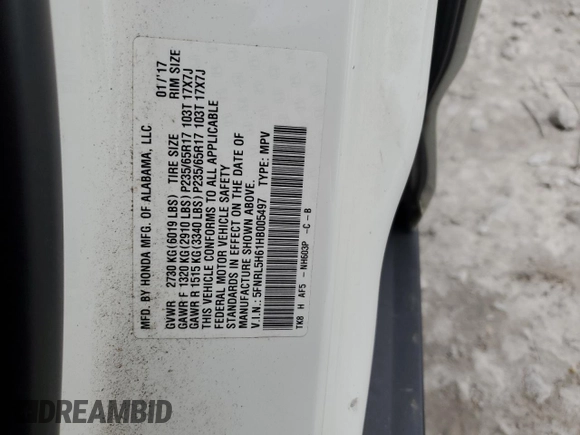 MFD. BY HONDA MFG. OF ALABAMA, LLC 01/'17
GVWR 2730 KG(6019 LBS) TIRE SIZE RIM SIZE
GAWR F 1320 KG(2910 LBS) P235/65R17 103T 17X7J
GAWR R 1515 KG(3340 LBS) P235/65R17 103T 17X7J
THIS VEHICLE CONFORMS TO ALL APPLICABLE
FEDERAL MOTOR VEHICLE SAFETY
STANDARDS IN EFFECT ON THE DATE OF
MANUFACTURE SHOWN ABOVE.
V.I.N.: 5FNRL5H61HB005497 TYPE: MPV
TK8 H AF5 - NH603P -C-B
DREAMBID